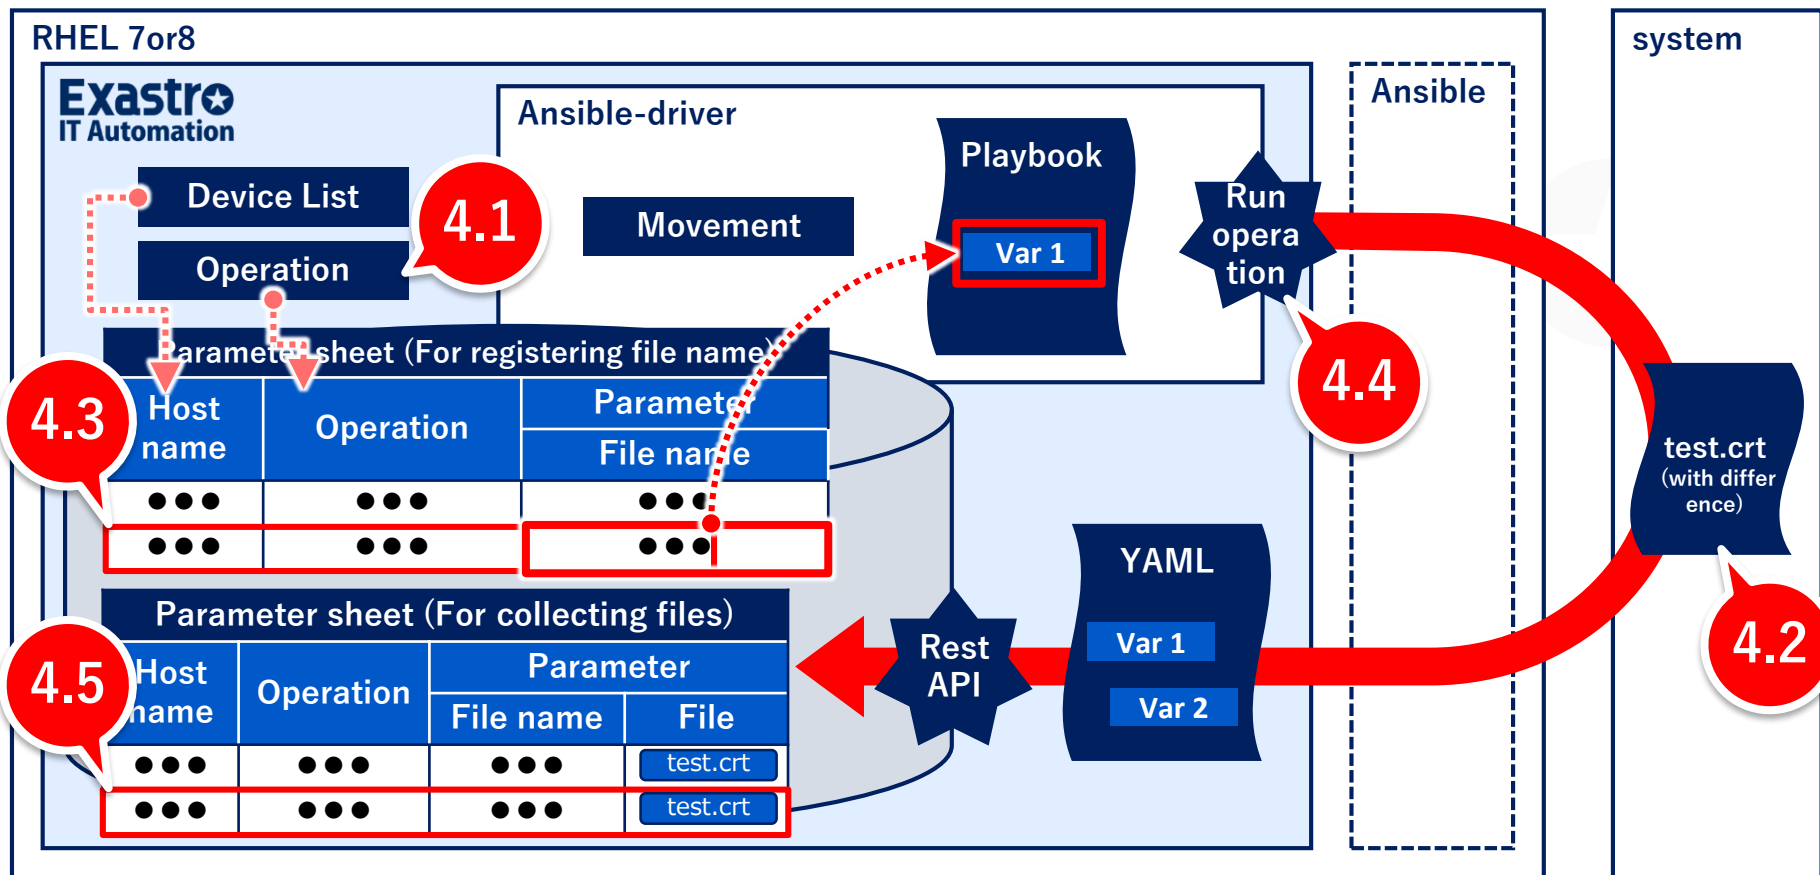 RHEL 7or8
system
Exastro
IT Automation
Ansible-driver
Ansible
Playbook
Device List
Run
opera
tion
4.1
Movement
Var 1
Operation
Parameter sheet (For registering file name)
4.4
4.3
Host
name
Operation
Parameter
File name
test.crt
(with differ
ence)
●●●
●●●
●●●
●●●
●●●
●●●
YAML
Parameter sheet (For collecting files)
Rest
API
Var 1
4.2
4.5
Host
name
Operation
Parameter
File name
File
Var 2
●●●
●●●
●●●
test.crt
●●●
●●●
●●●
test.crt